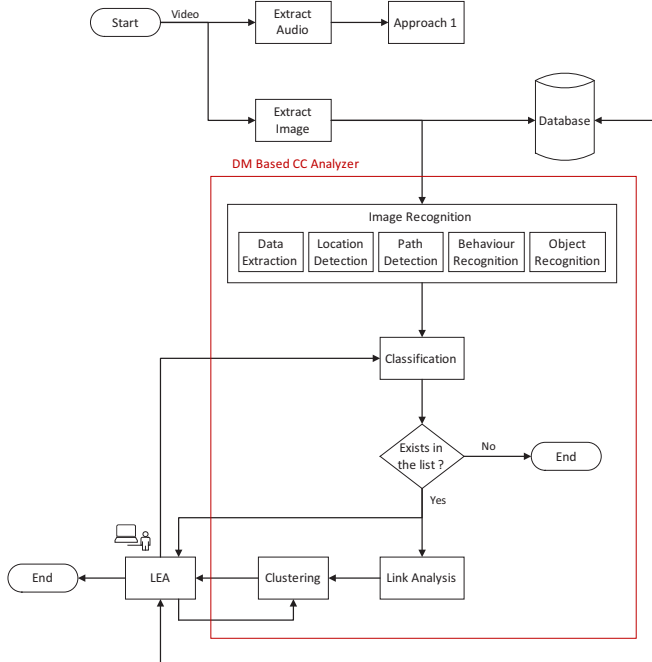 Start
Video
Extract
Audio
Approach 1
Extract
Image
Database
DM Based CC Analyzer
Image Recognition
Data
Extraction
Location
Detection
Path
Detection
Behaviour
Recognition
Object
Recognition
Classification
Exists in
the list ?
No
End
Yes
End
LEA
Clustering
Link Analysis